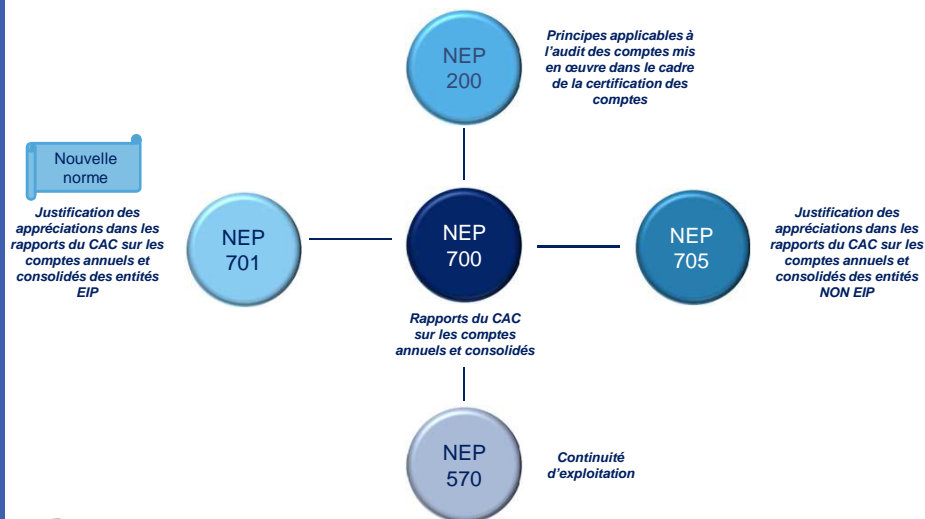 NEP
200
Principes applicables à
l'audit des comptes mis
en œuvre dans le cadre
de la certification des
comptes
Nouvelle
norme
Justification des
appréciations dans les
rapports du CAC sur les
comptes annuels et
consolidés des entités
EIP
NEP
701
NEP
700
Rapports du CAC
sur les comptes
annuels et consolidés
NEP
705
Justification des
appréciations dans les
rapports du CAC sur les
comptes annuels et
consolidés des entités
NON EIP
NEP
570
Continuité
d'exploitation